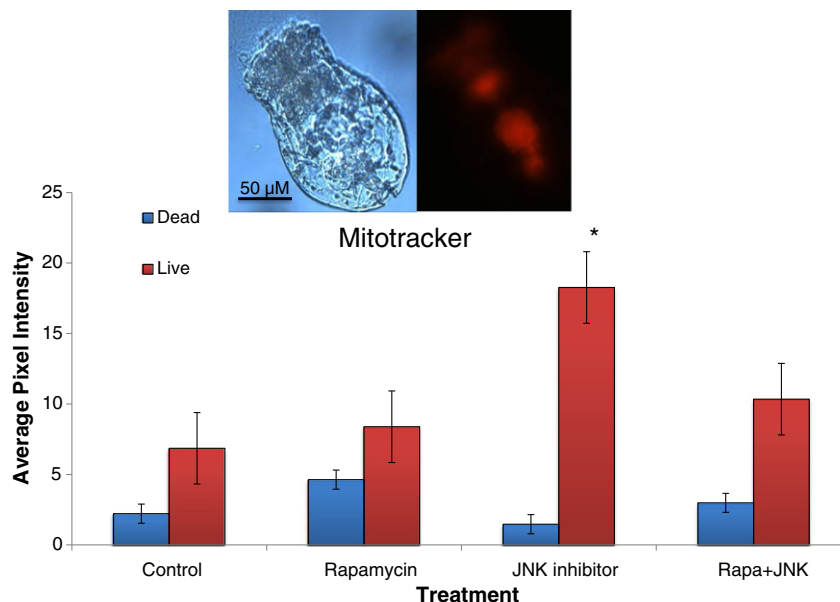 50 µM
Mitotracker
Dead
Live
*
Average Pixel Intensity
25
20
15
10
5
0
Control
Rapamycin
JNK inhibitor
Rapa+JNK
Treatment